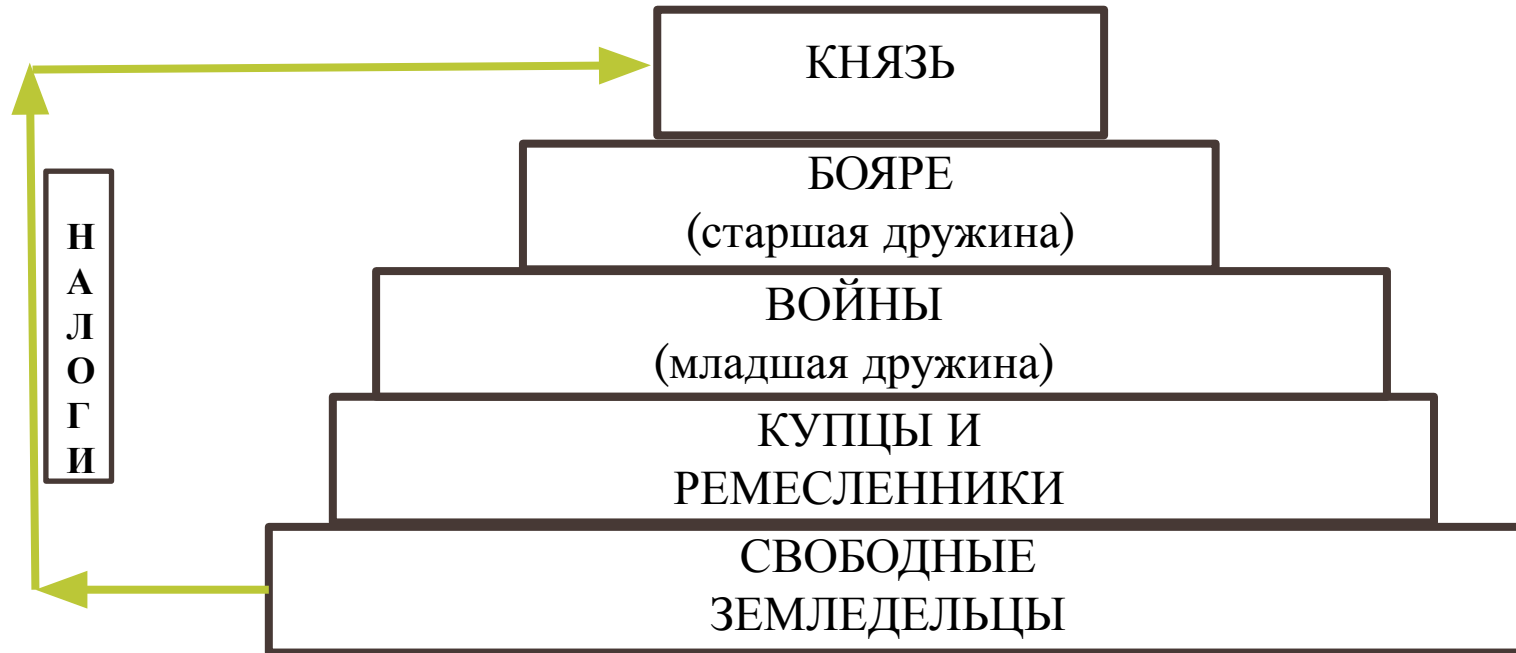 КНЯЗЬ
БОЯРЕ
(старшая дружина)
ВОЙНЫ
(младшая дружина)
КУПЦЫ И
РЕМЕСЛЕННИКИ
СВОБОДНЫЕ
ЗЕМЛЕДЕЛЬЦЫ
Н
А
Л
О
Г
И